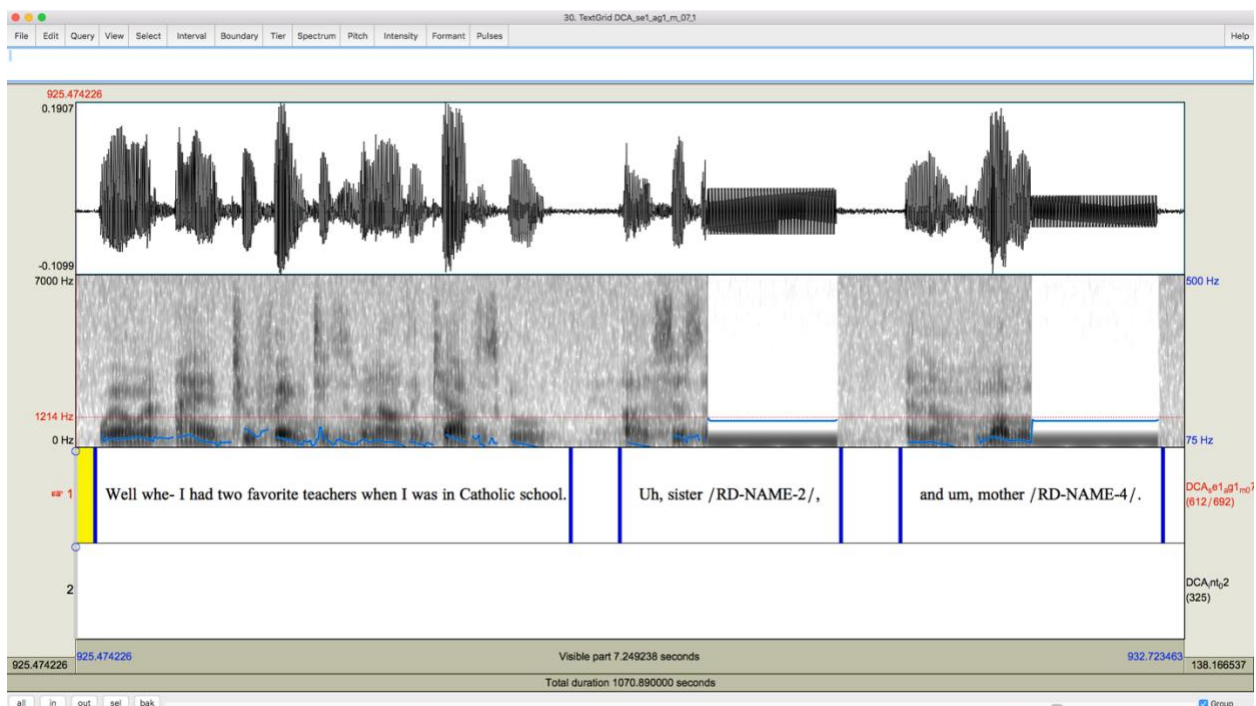 30. TextGrid DCA_se1_ag1_m_07_1
File Edit Query View Select Interval Boundary Tier Spectrum Pitch Intensity Formant Pulses Help
925.474226
0.1907
-0.1099
7000 Hz 500 Hz
1214 Hz
0 Hz 75 Hz
1 Well whe- I had two favorite teachers when I was in Catholic school. Uh, sister /RD-NAME-2/, and um, mother /RD-NAME-4/.
(612/692)
2
(325)
925.474226 925.474226 Visible part 7.249238 seconds 932.723463 138.166537
Total duration 1070.890000 seconds
all in out sel bak Group